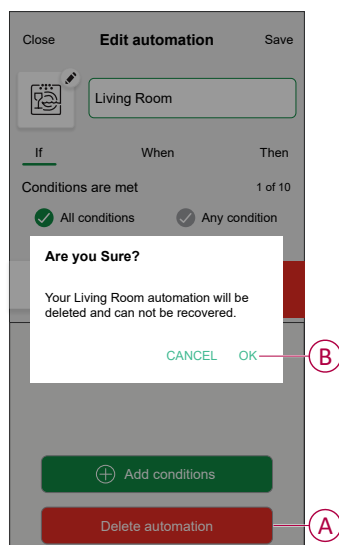 Close Edit automation Save
Living Room
If When Then
Conditions are met 1 of 10
All conditions Any condition
Are you Sure?
Your Living Room automation will be
deleted and can not be recovered.
CANCEL OK B
Add conditions
Delete automation A